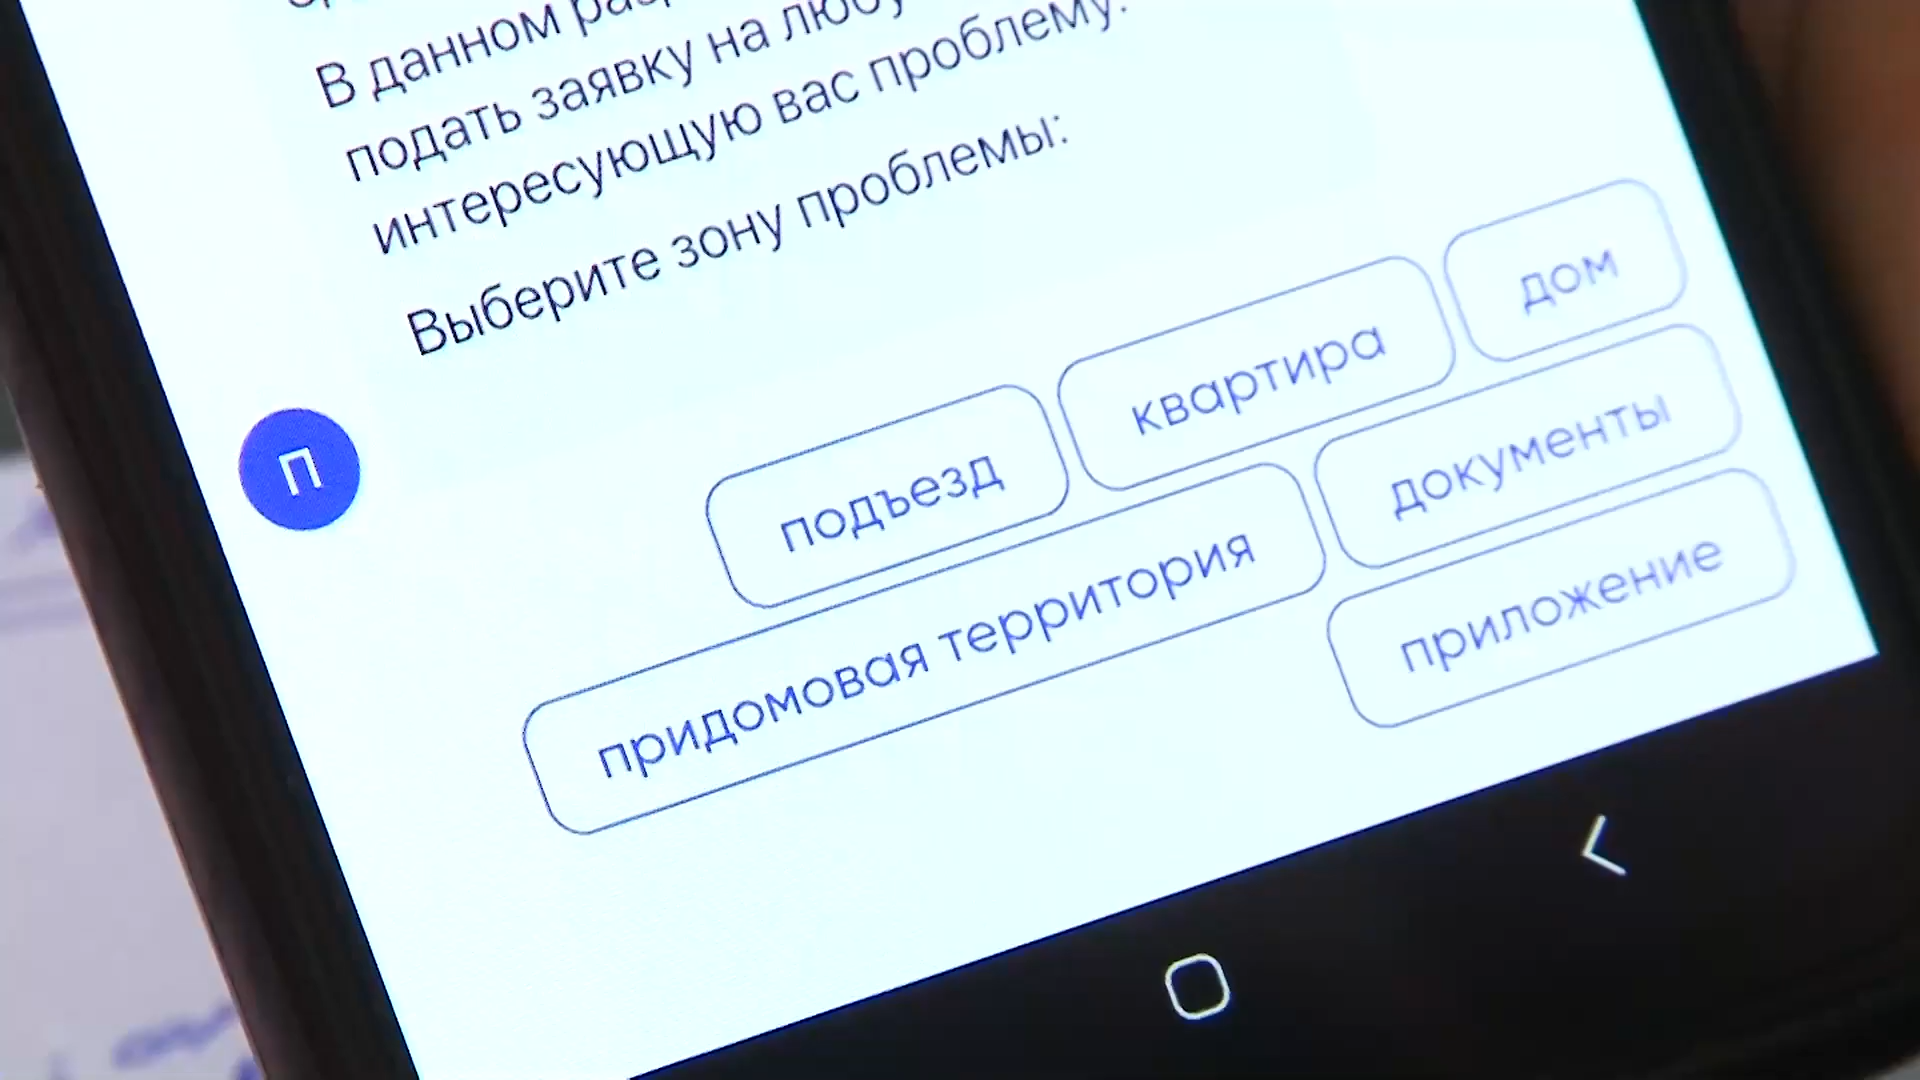 В данном
подать заявку на
интересующую вас проблему.
Выберите зону проблемы:
П
подъезд
квартира
дом
придомовая территория
документы
приложение